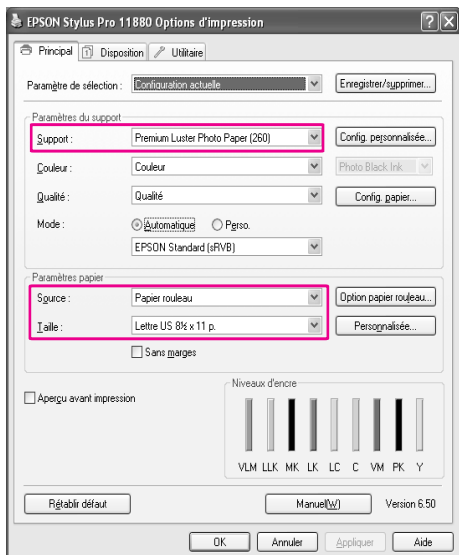 EPSON Stylus Pro 11880 Options d'impression
Principal Disposition Utilitaire
Paramètre de sélection : Configuration actuelle Enregistrer/supprimer...
Paramètres du support
Support : Premium Luster Photo Paper (260) Config. personnalisée...
Couleur : Couleur Photo Black Ink
Qualité : Qualité Config. papier...
Mode : Automatique Perso.
EPSON Standard (sRVB)
Paramètres papier
Source : Papier rouleau Option papier rouleau...
Taille : Lettre US 8½ x 11 p. Personnalisée...
Sans marges
Aperçu avant impression
Niveaux d'encre
VLM LLK MK LK LC C VM PK Y
Rétablir défaut Manuel(W) Version 6.50
OK Annuler Appliquer Aide